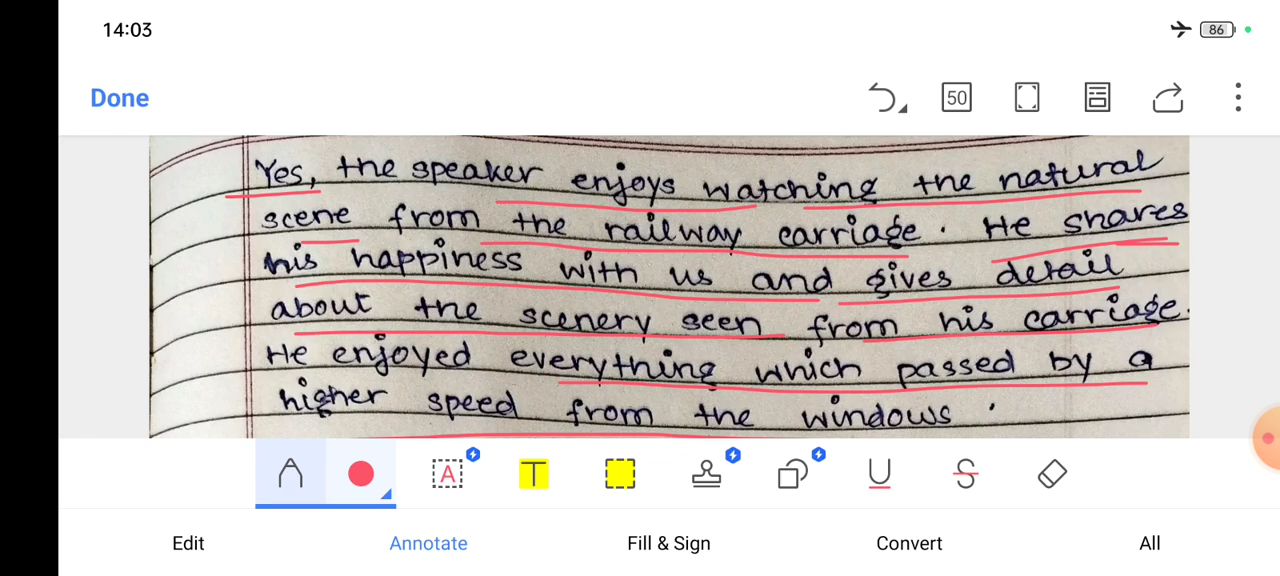 14:03
86
Done
50
Yes, the speaker enjoys watching the natural
scene from the railway carriage. He shares
his happiness with us and gives detail
about the scenery seen from his carriage.
He enjoyed everything which passed by a
higher speed from the windows.
A
T
U
S
Edit
Annotate
Fill & Sign
Convert
All